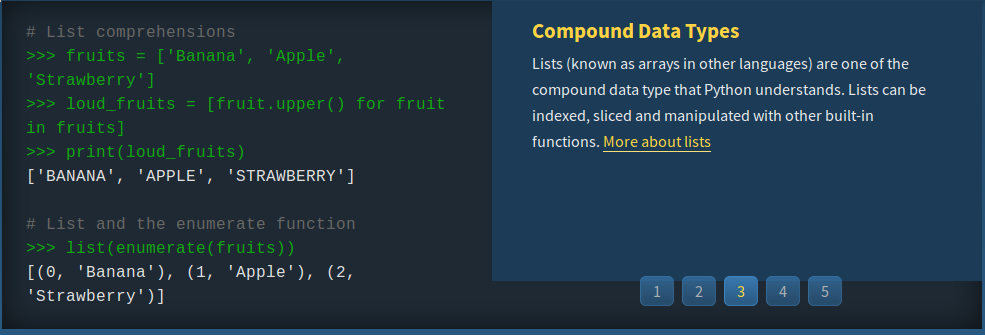 # List comprehensions
>>> fruits = ['Banana', 'Apple',
'Strawberry']
>>> loud_fruits = [fruit.upper() for fruit
in fruits]
>>> print(loud_fruits)
['BANANA', 'APPLE', 'STRAWBERRY']

# List and the enumerate function
>>> list(enumerate(fruits))
[(0, 'Banana'), (1, 'Apple'), (2,
'Strawberry')]
Compound Data Types
Lists (known as arrays in other languages) are one of the
compound data type that Python understands. Lists can be
indexed, sliced and manipulated with other built-in
functions. More about lists
1 2 3 4 5